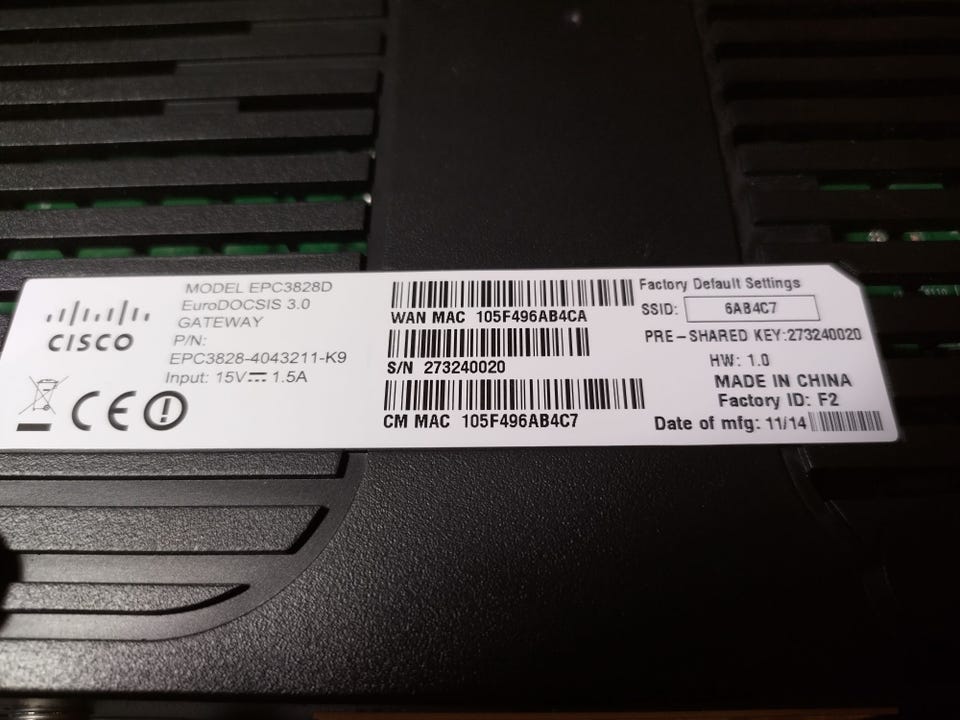 CISCO
MODEL EPC3828D
EuroDOCSIS 3.0
GATEWAY
P/N:
EPC3828-4043211-K9
Input: 15V⎓ 1.5A
CE
WAN MAC 105F496AB4CA
S/N 273240020
CM MAC 105F496AB4C7
Factory Default Settings
SSID: 6AB4C7
PRE-SHARED KEY:273240020
HW: 1.0
MADE IN CHINA
Factory ID: F2
Date of mfg: 11/14